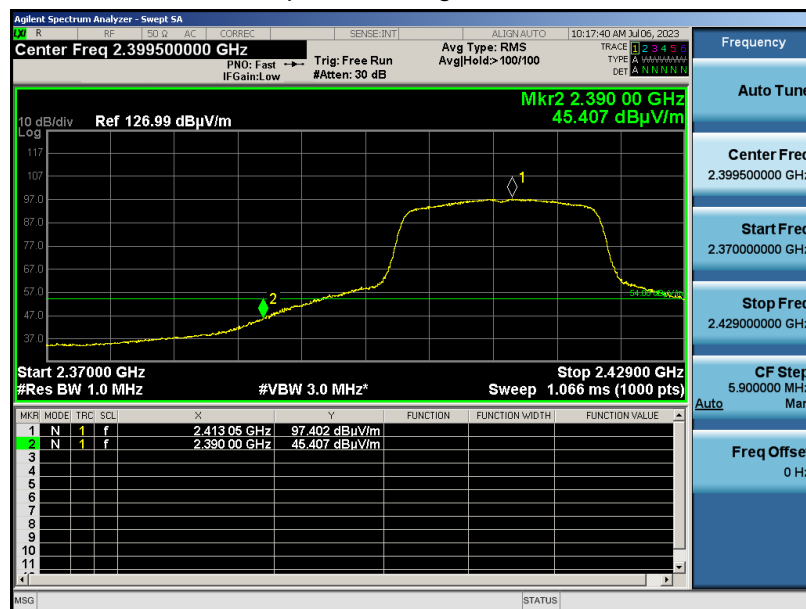 Agilent Spectrum Analyzer - Swept SA
LXI R RF 50 Ω AC CORREC SENSE:INT ALIGN AUTO 10:17:40 AM Jul 06, 2023
Center Freq 2.399500000 GHz
PNO: Fast
IFGain:Low
Trig: Free Run
#Atten: 30 dB
Avg Type: RMS
Avg|Hold:> 100/100
TRACE 1 2 3 4 5 6
TYPE A WWWWW
DET A N N N N N
Mkr2 2.390 00 GHz
45.407 dBµV/m
10 dB/div Ref 126.99 dBµV/m
Log
117
107
97.0
87.0
77.0
67.0
57.0
47.0
37.0
1
2
Start 2.37000 GHz Stop 2.42900 GHz
#Res BW 1.0 MHz #VBW 3.0 MHz* Sweep 1.066 ms (1000 pts)
MKR MODE TRC SCL X Y FUNCTION FUNCTION WIDTH FUNCTION VALUE
1 N 1 f 2.413 05 GHz 97.402 dBµV/m
2 N 1 f 2.390 00 GHz 45.407 dBµV/m
3
4
5
6
7
8
9
10
11
MSG STATUS
Frequency
Auto Tune
Center Freq
2.399500000 GHz
Start Freq
2.370000000 GHz
Stop Freq
2.429000000 GHz
CF Step
5.900000 MHz
Auto Man
Freq Offset
0 Hz